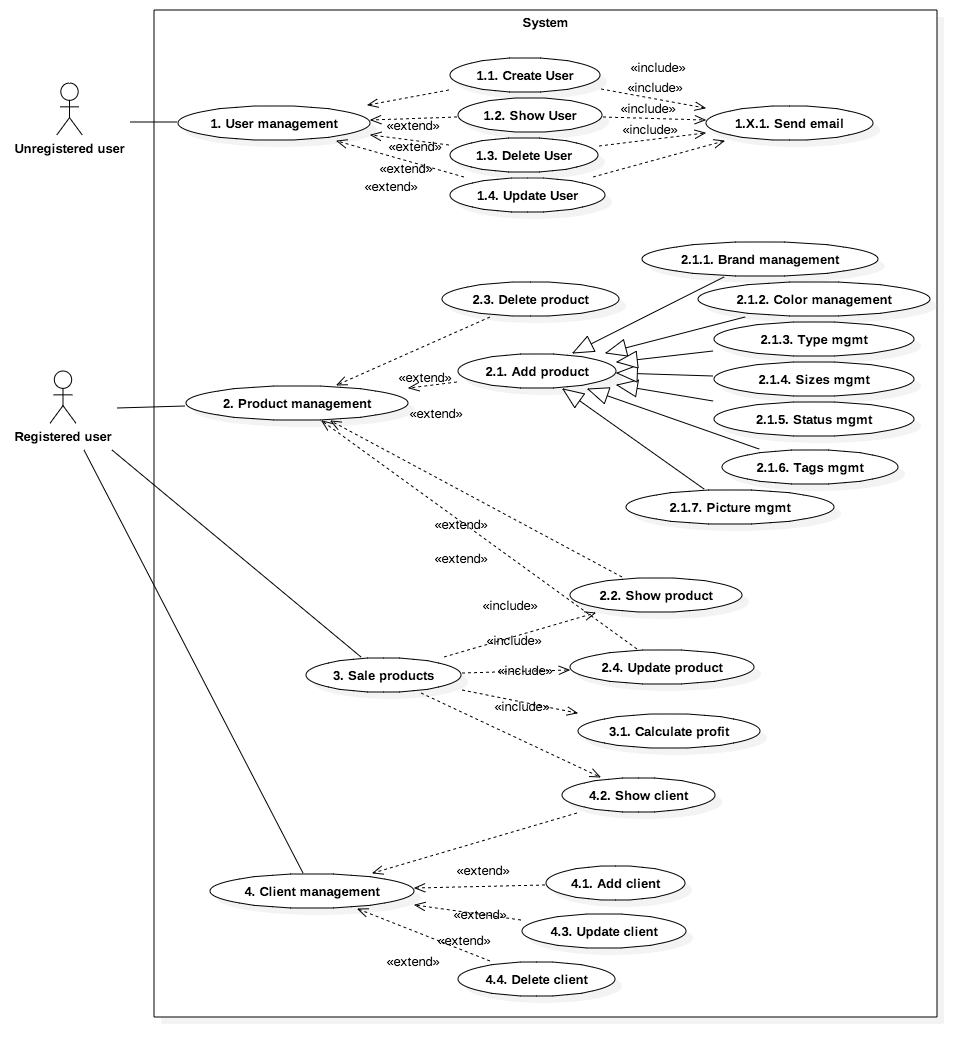 System
«include»
1.1. Create User
«include»
«include»
1.2. Show User
1. User management
1.X.1. Send email
«extend»
«include»
Unregistered user
«extend»
1.3. Delete User
«extend»
«extend»
1.4. Update User
2.1.1. Brand management
2.3. Delete product
2.1.2. Color management
2.1.3. Type mgmt
2.1. Add product
«extend»
2.1.4. Sizes mgmt
2. Product management
«extend»
2.1.5. Status mgmt
Registered user
2.1.6. Tags mgmt
2.1.7. Picture mgmt
«extend»
«extend»
2.2. Show product
«include»
«include»
2.4. Update product
«include»
3. Sale products
«include»
3.1. Calculate profit
4.2. Show client
«extend»
4.1. Add client
4. Client management
«extend»
4.3. Update client
«extend»
«extend»
4.4. Delete client